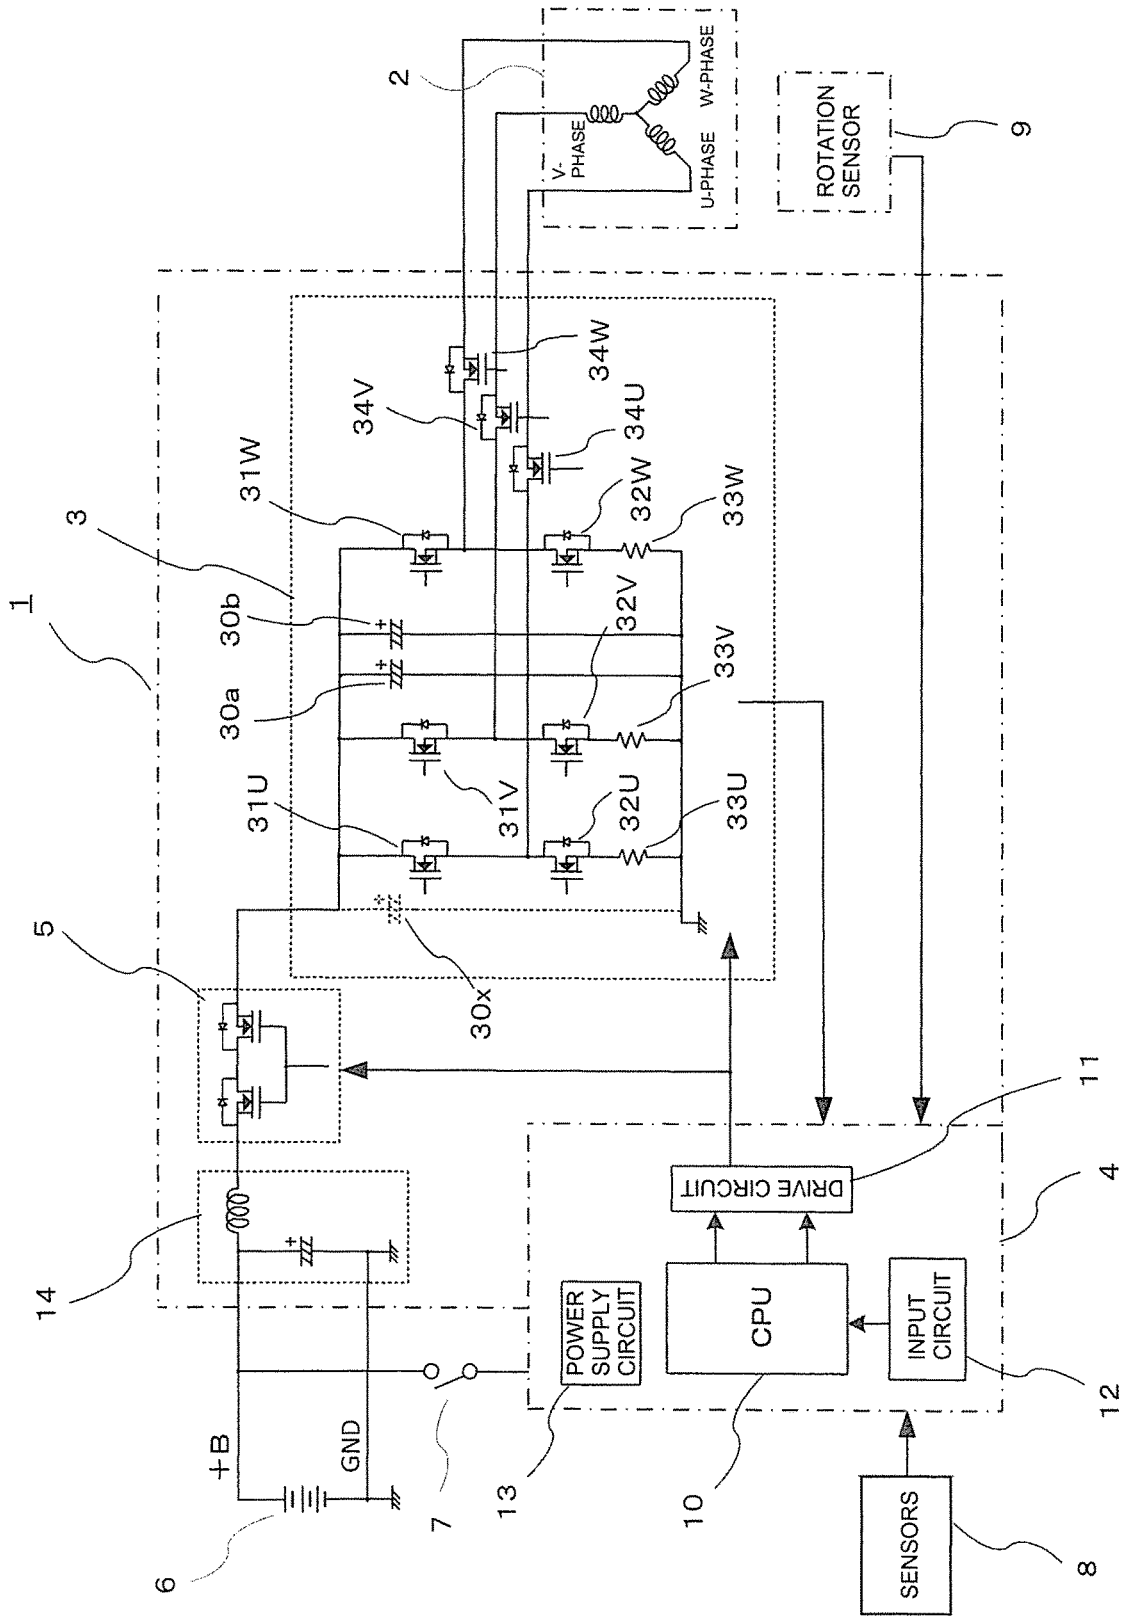 1
3
5
14
2
V-
PHASE
U-PHASE
W-PHASE
ROTATION
SENSOR
9
31W
30b
30a
31U
34V
34W
34U
32W
33W
32V
33V
31V
32U
33U
30x
+
+
+
+
+B
GND
6
7
13
POWER
SUPPLY
CIRCUIT
CPU
10
DRIVE CIRCUIT
11
4
INPUT
CIRCUIT
12
SENSORS
8